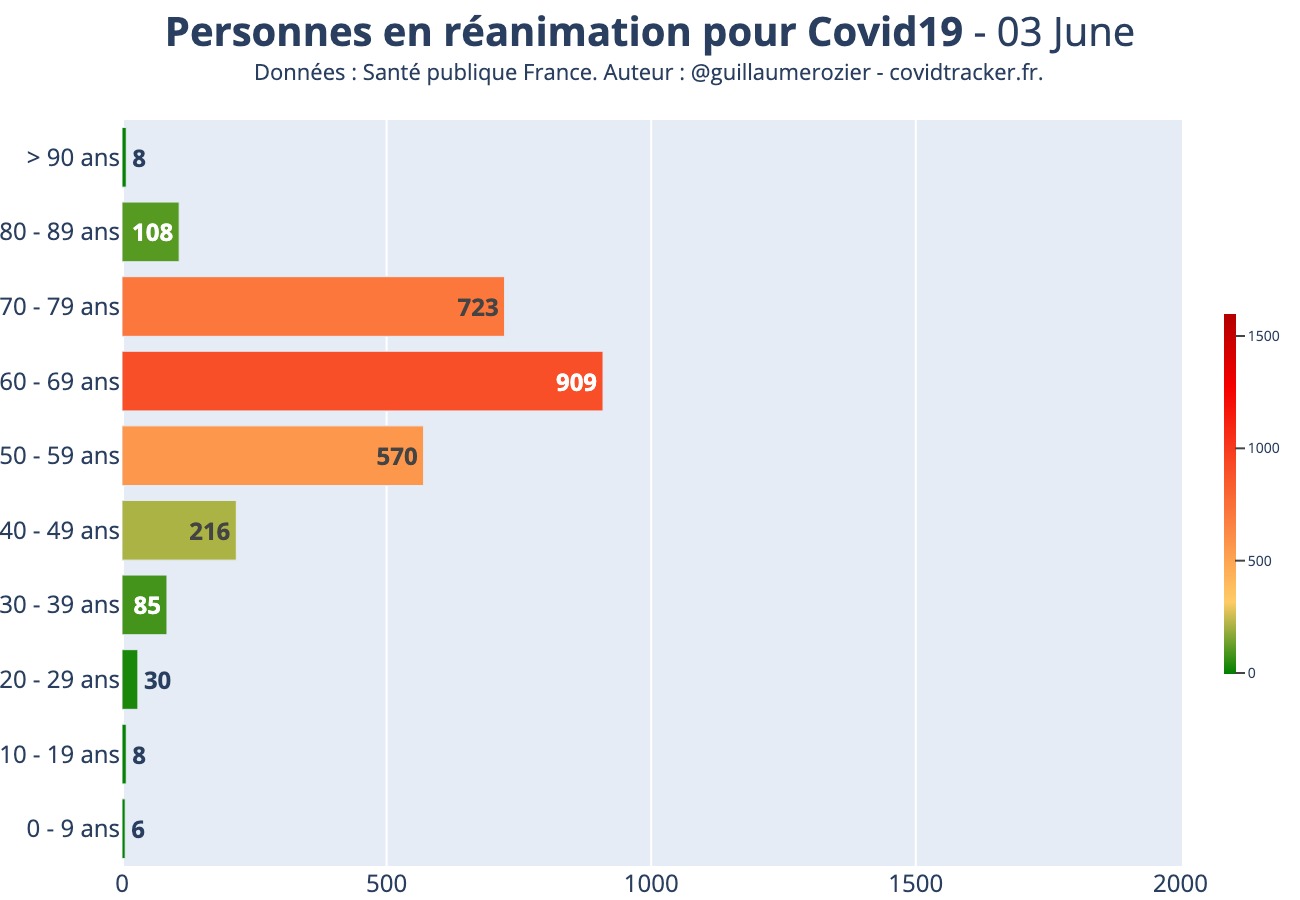 Personnes en réanimation pour Covid19 - 03 June
Données : Santé publique France. Auteur : @guillaumerozier - covidtracker.fr.
> 90 ans 8
80 - 89 ans 108
70 - 79 ans 723
60 - 69 ans 909
50 - 59 ans 570
40 - 49 ans 216
30 - 39 ans 85
20 - 29 ans 30
10 - 19 ans 8
0 - 9 ans 6
0 500 1000 1500 2000
1500
1000
500
0